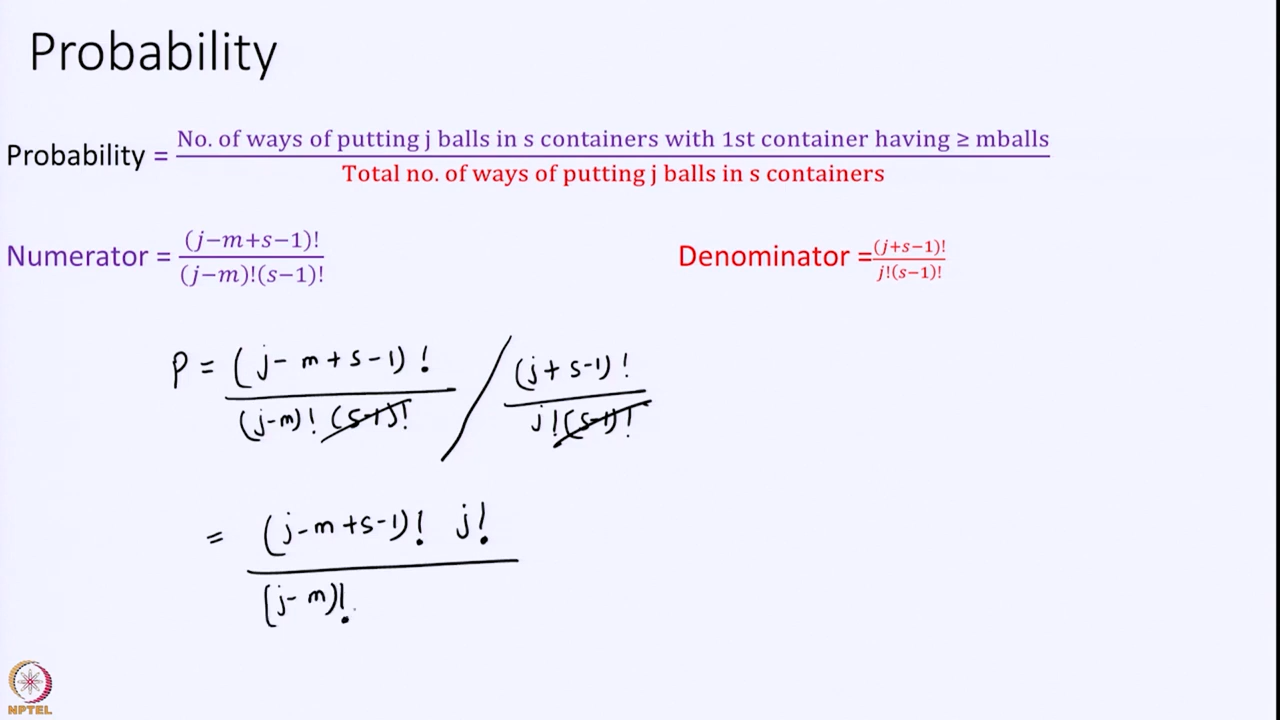 Probability
Probability = No. of ways of putting j balls in s containers with 1st container having ≥ mballs / Total no. of ways of putting j balls in s containers
Numerator = (j−m+s−1)! / (j−m)!(s−1)!
Denominator = (j+s−1)! / j!(s−1)!
P = (j-m+s-1)! / (j-m)! (s-1)! / (j+s-1)! / j!(s-1)!
= (j-m+s-1)! j! / (j-m)!
NPTEL